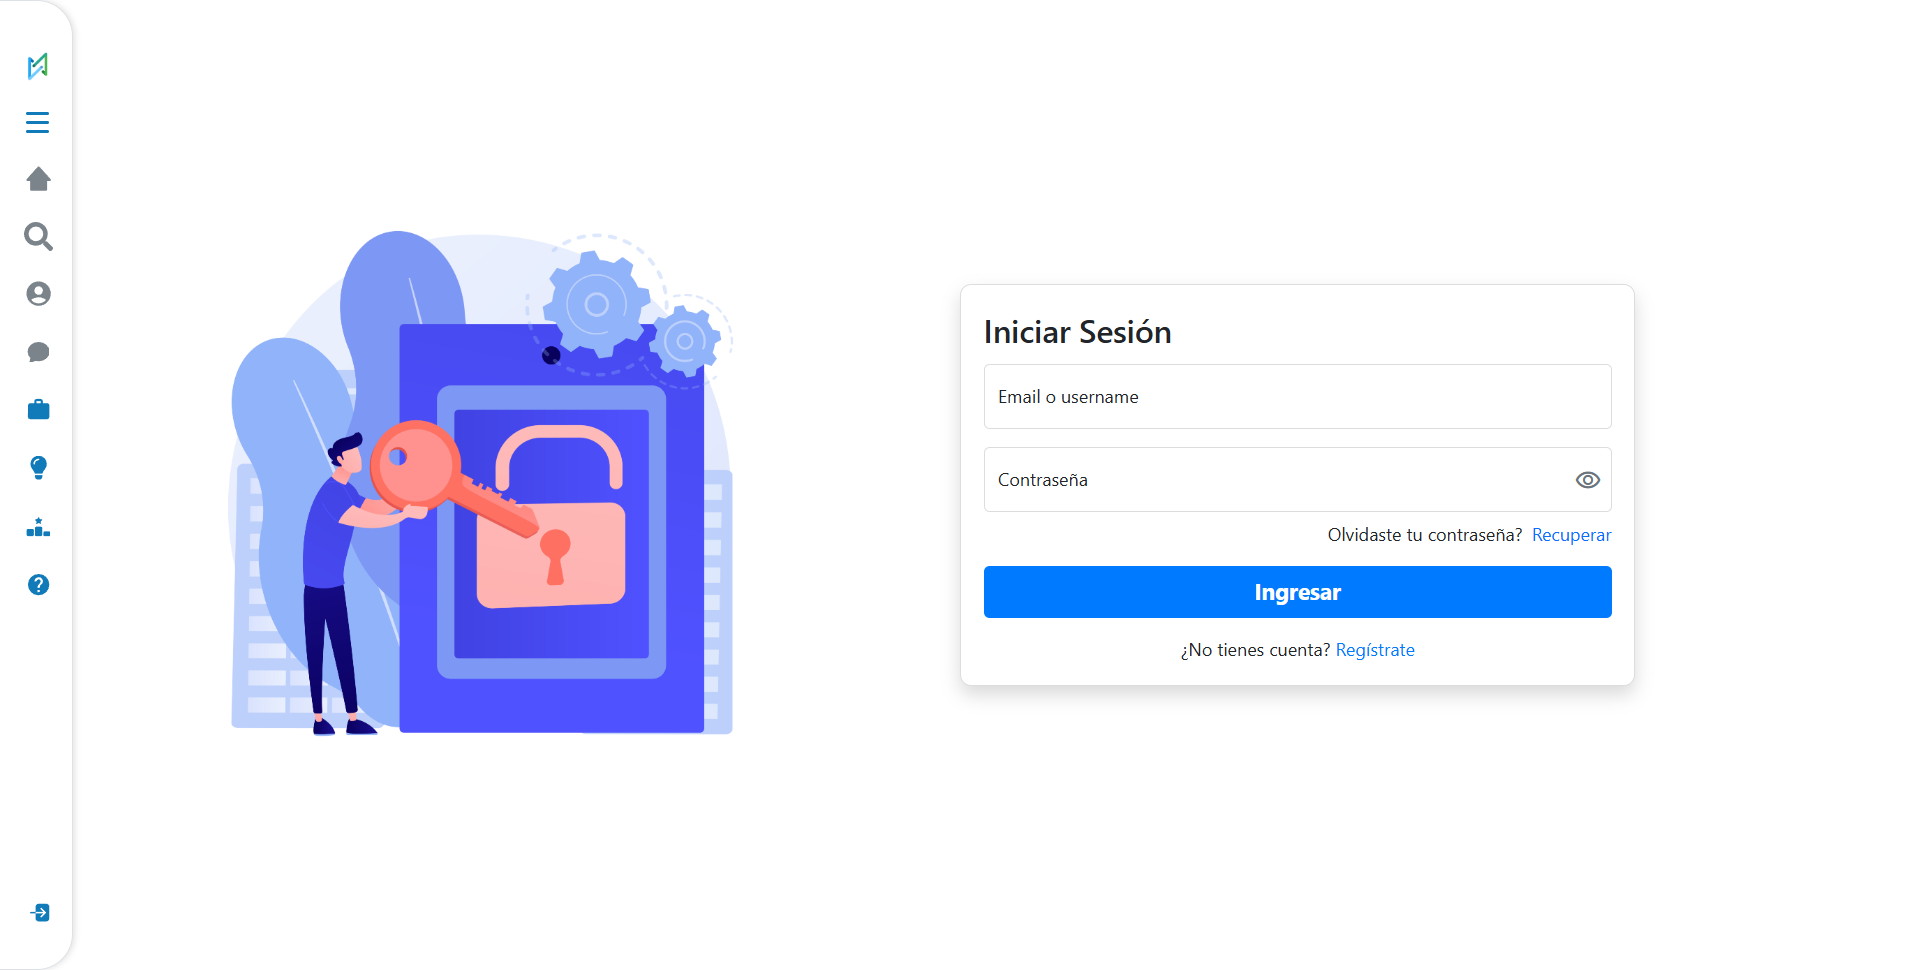 Iniciar Sesión
Email o username
Contraseña
Olvidaste tu contraseña? Recuperar
Ingresar
¿No tienes cuenta? Regístrate